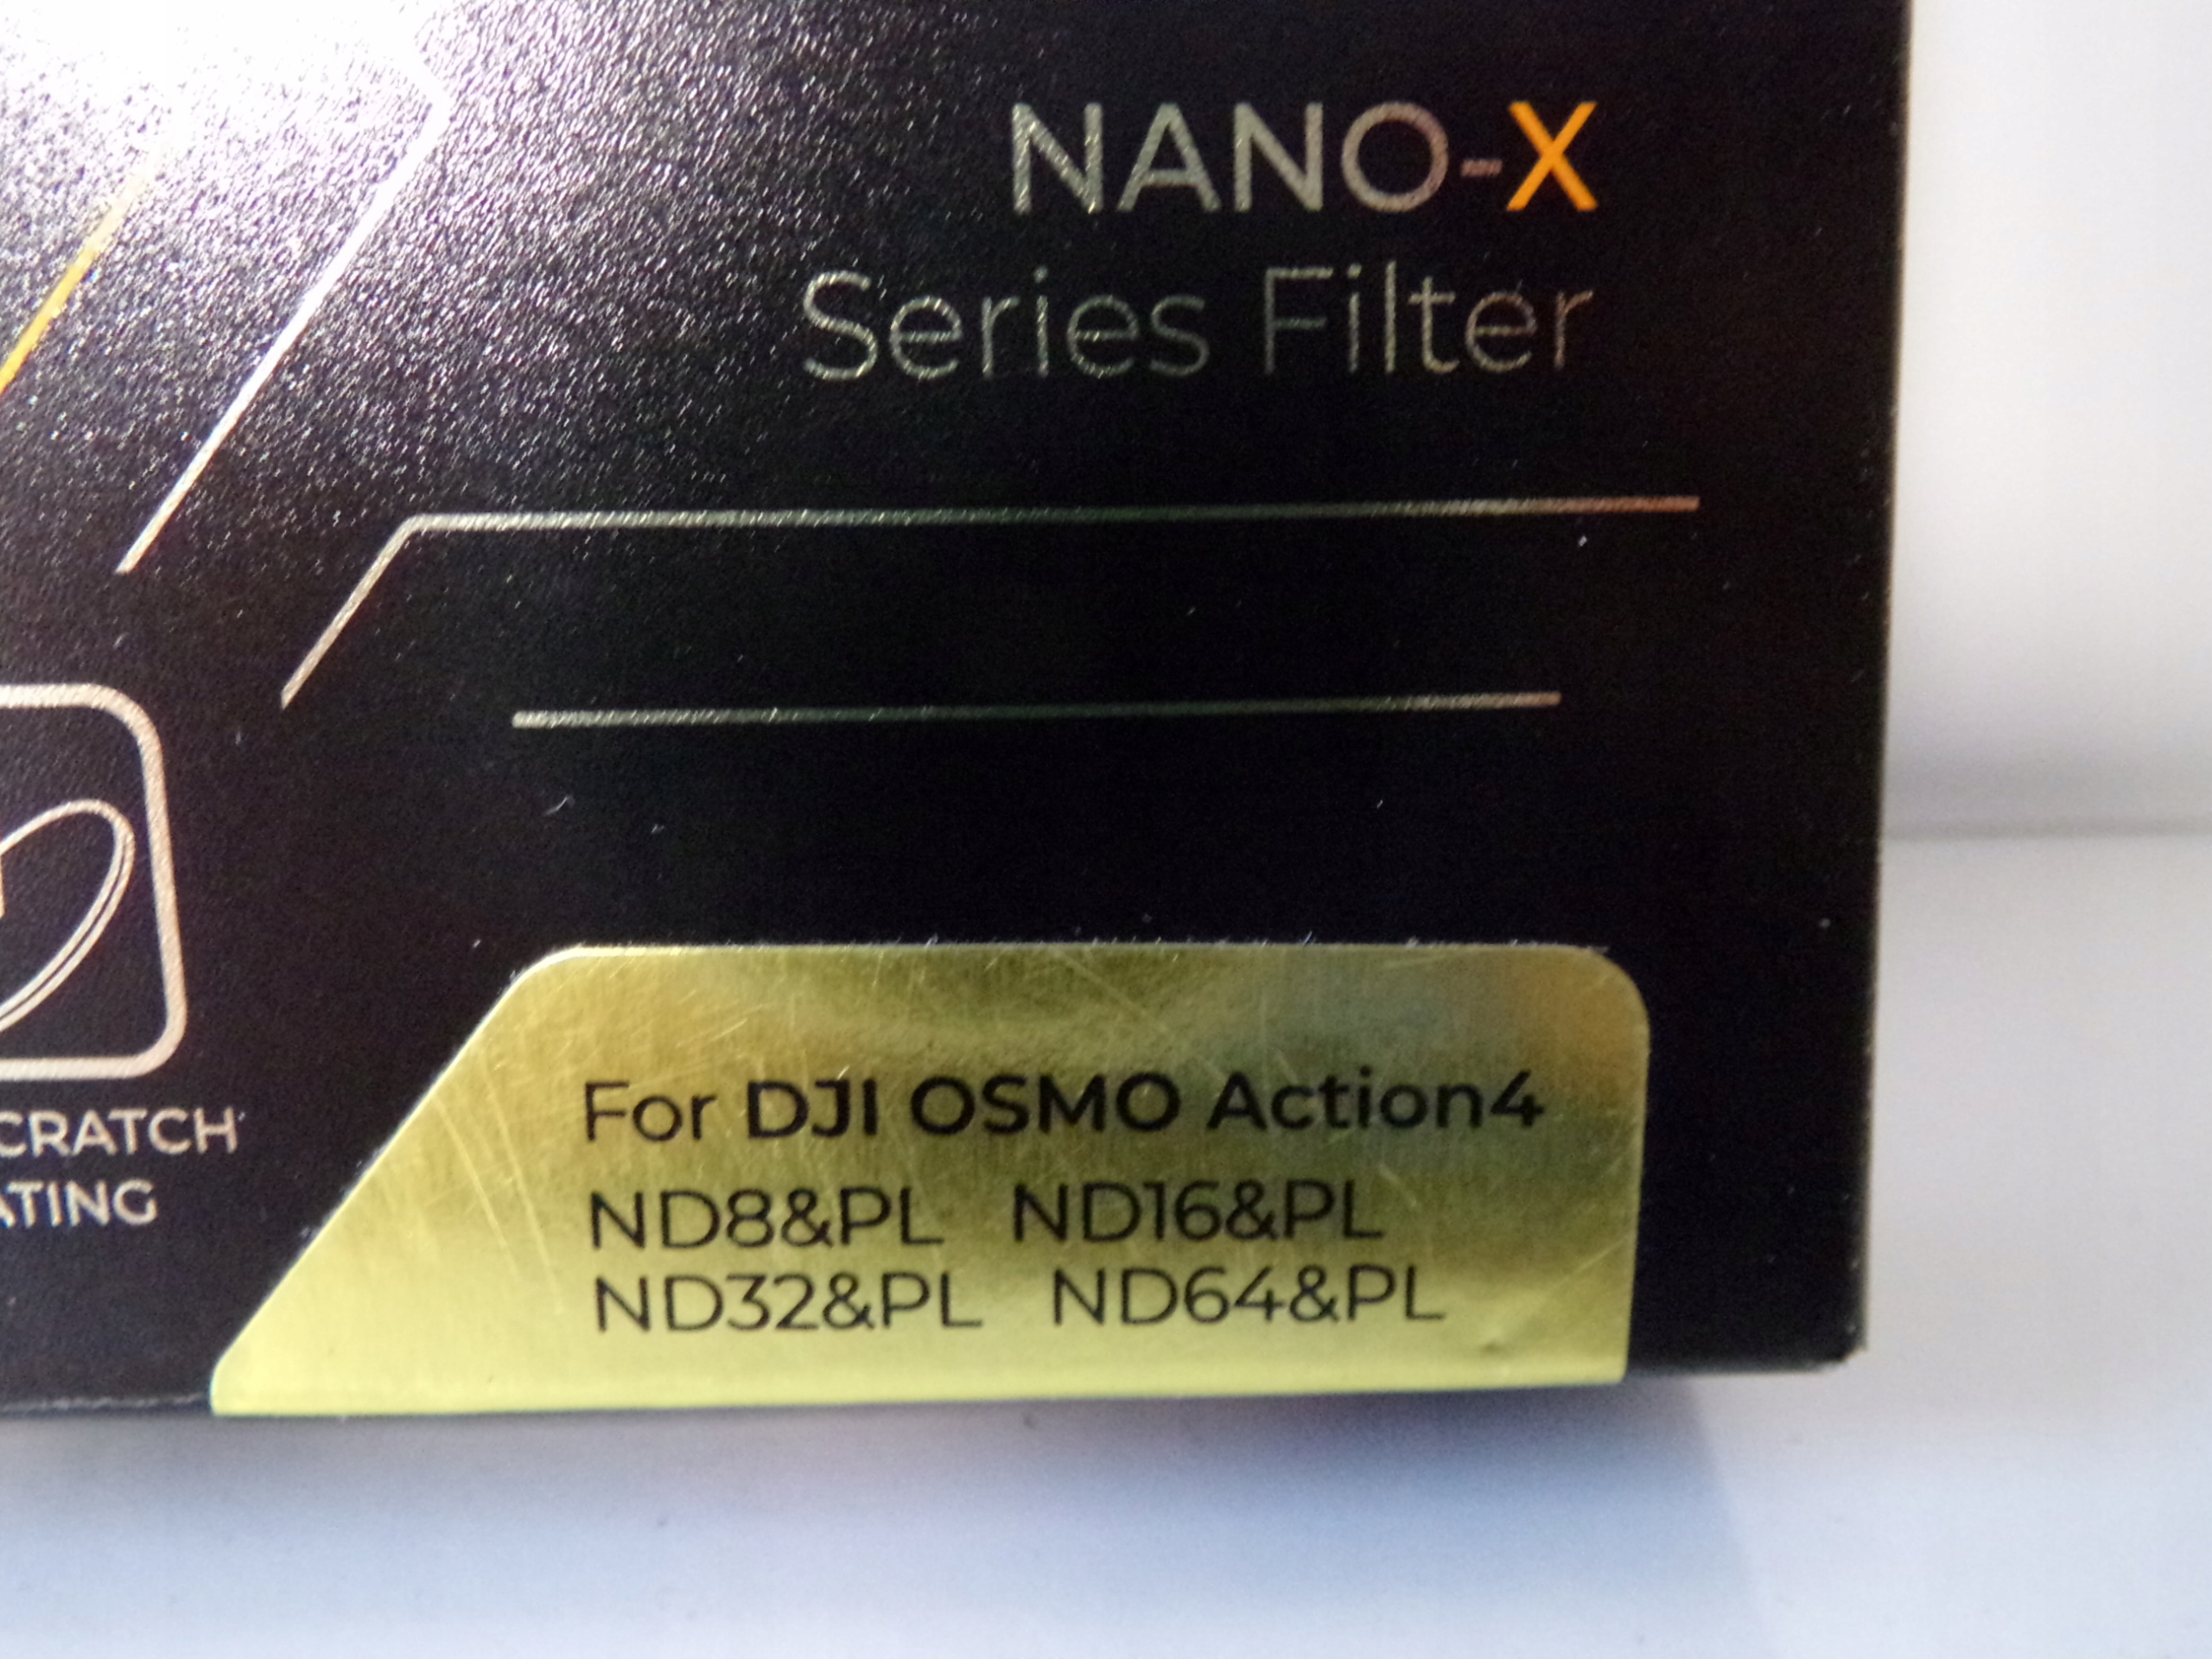 NANO-X
Series Filter
CRATCH
ATING
For DJI OSMO Action4
ND8&PL ND16&PL
ND32&PL ND64&PL